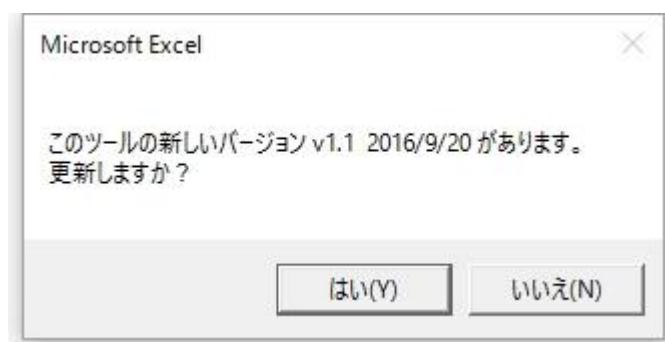 Microsoft Excel
このツールの新しいバージョン v1.1  2016/9/20 があります。
更新しますか？
はい(Y)
いいえ(N)